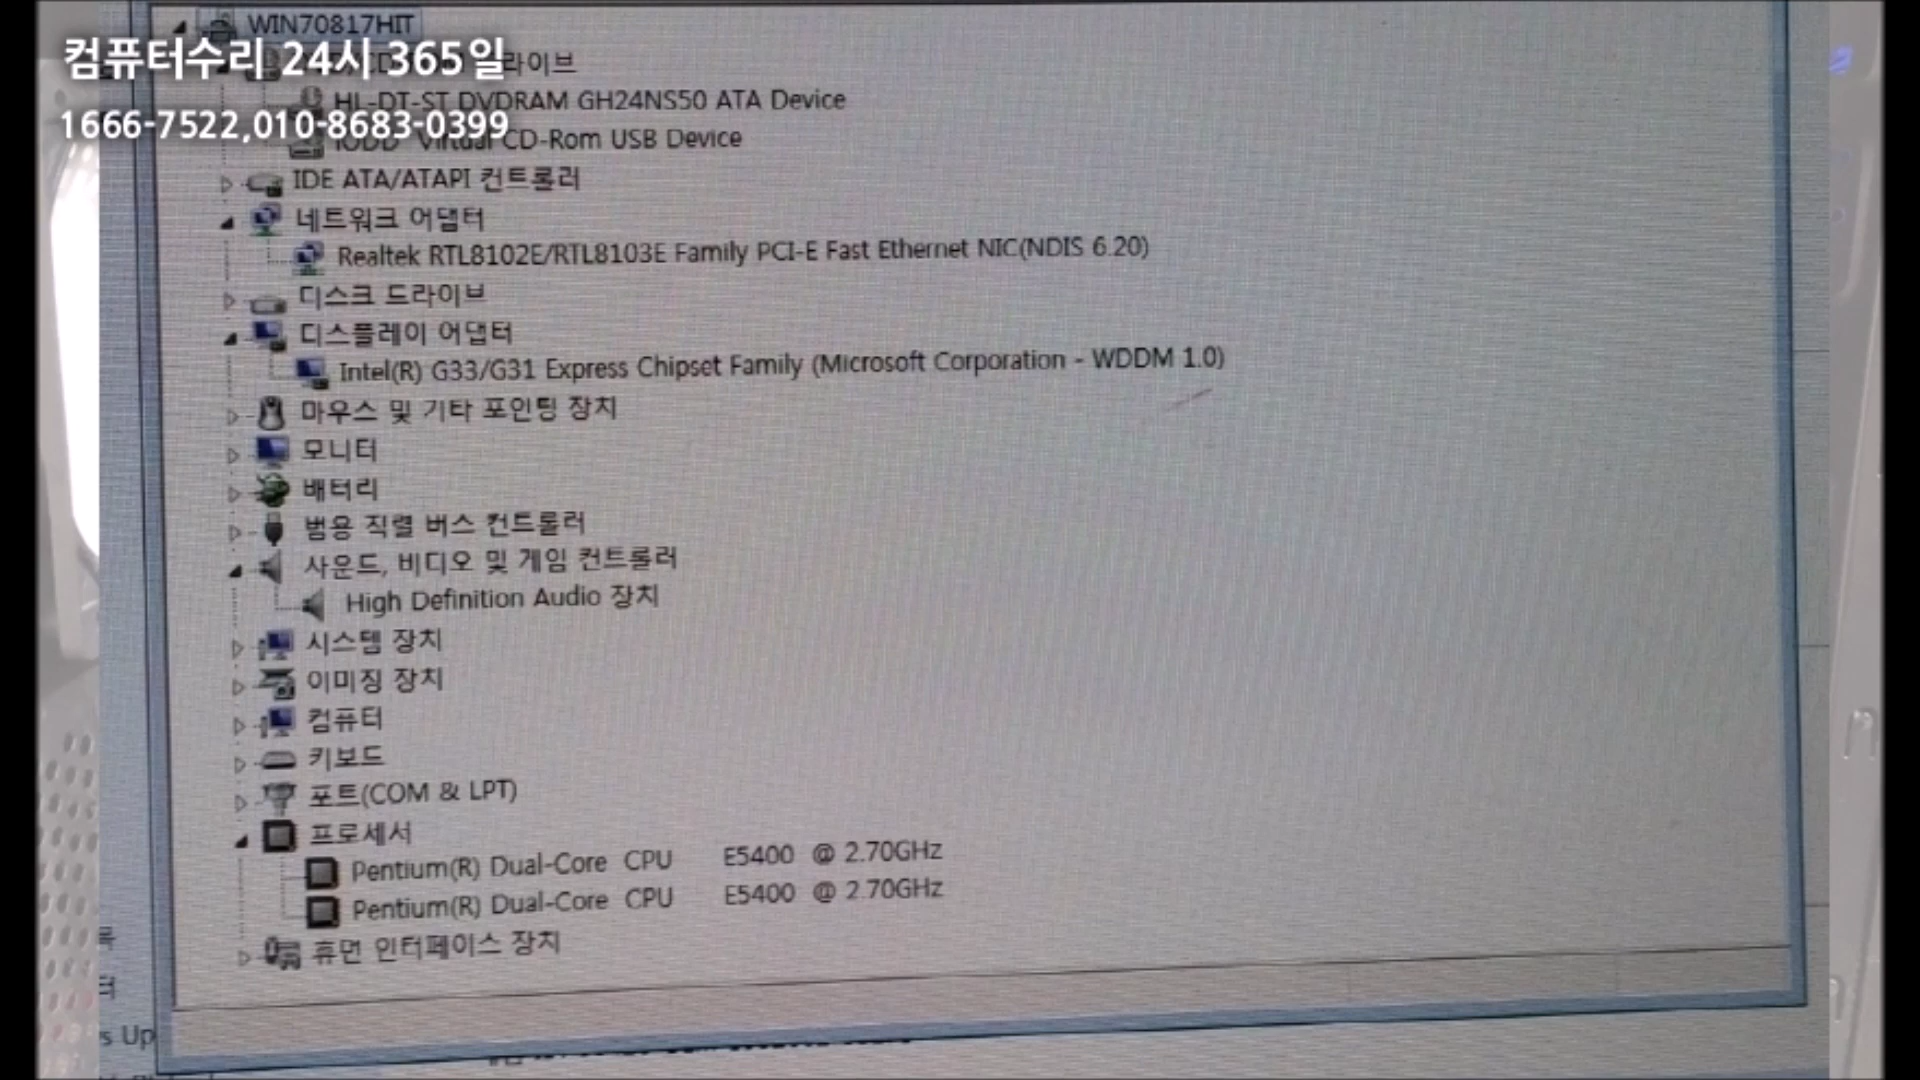 WIN70817HIT
컴퓨터수리 24시 365일
라이브
HL-DT-ST DVDRAM GH24NS50 ATA Device
1666-7522,010-8683-0399
IODD Virtual CD-Rom USB Device
IDE ATA/ATAPI 컨트롤러
네트워크 어댑터
Realtek RTL8102E/RTL8103E Family PCI-E Fast Ethernet NIC(NDIS 6.20)
디스크 드라이브
디스플레이 어댑터
Intel(R) G33/G31 Express Chipset Family (Microsoft Corporation - WDDM 1.0)
마우스 및 기타 포인팅 장치
모니터
배터리
범용 직렬 버스 컨트롤러
사운드, 비디오 및 게임 컨트롤러
High Definition Audio 장치
시스템 장치
이미징 장치
컴퓨터
키보드
포트(COM & LPT)
프로세서
Pentium(R) Dual-Core CPU E5400 @ 2.70GHz
Pentium(R) Dual-Core CPU E5400 @ 2.70GHz
휴먼 인터페이스 장치
s Up